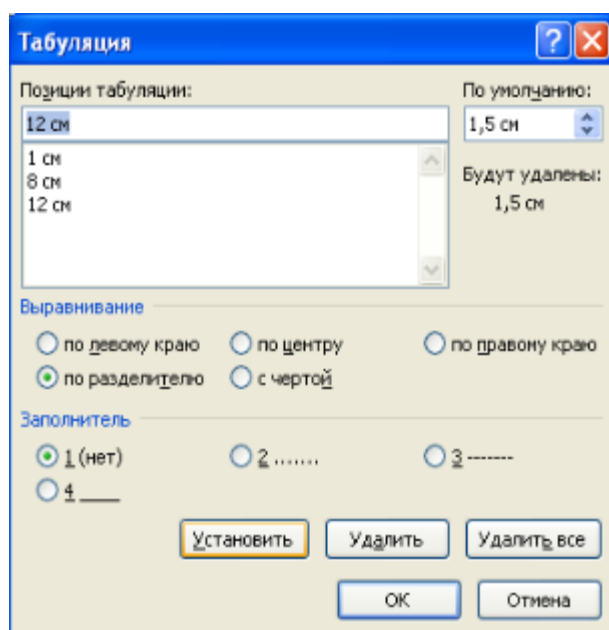 Табуляция
Позиции табуляции:
По умолчанию:
12 см
1,5 см
1 см
8 см
12 см
Будут удалены:
1,5 см
Выравнивание
по левому краю
по центру
по правому краю
по разделителю
с чертой
Заполнитель
1 (нет)
2 .......
3 -------
4 ____
Установить
Удалить
Удалить все
ОК
Отмена